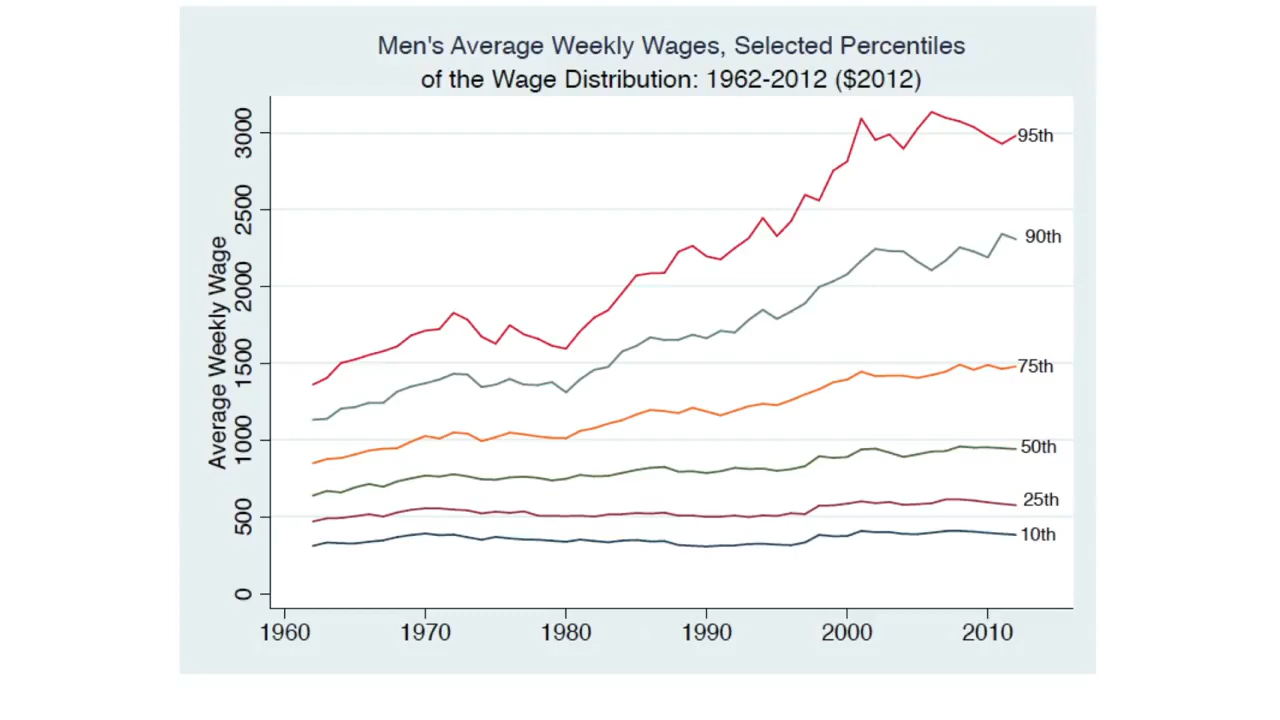 Men's Average Weekly Wages, Selected Percentiles
of the Wage Distribution: 1962-2012 ($2012)
Average Weekly Wage
3000
2500
2000
1500
1000
500
0
95th
90th
75th
50th
25th
10th
1960 1970 1980 1990 2000 2010